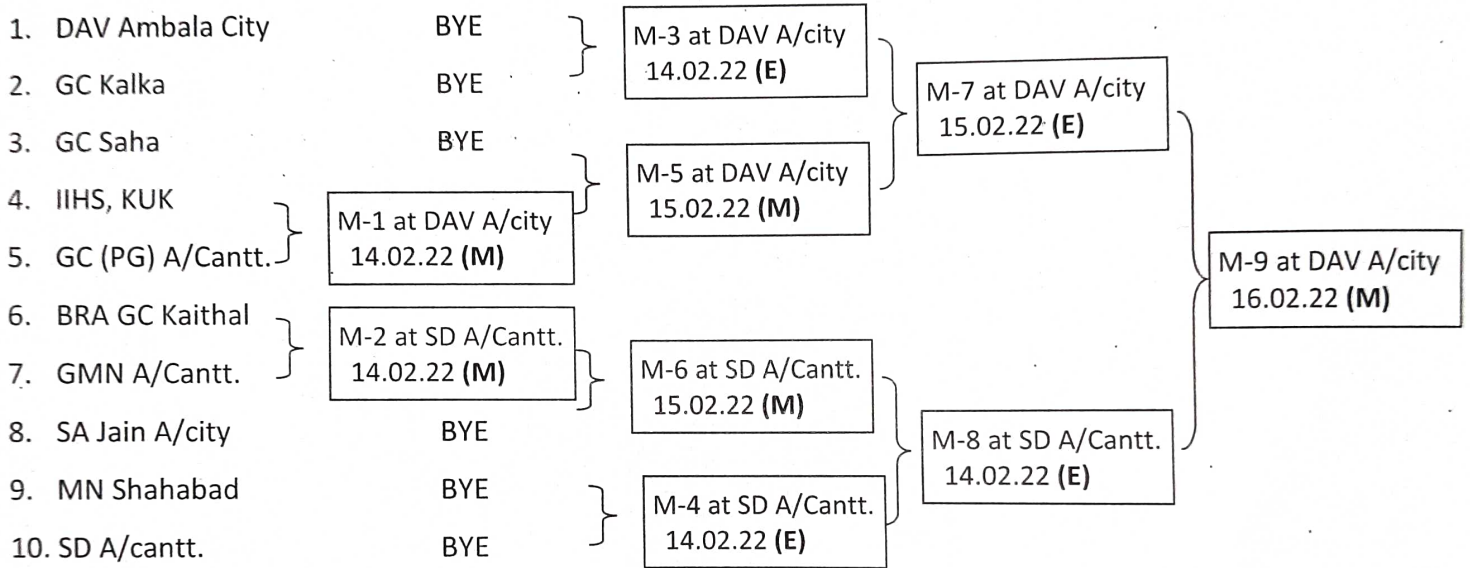 1. DAV Ambala City BYE
2. GC Kalka BYE
3. GC Saha BYE
4. IIHS, KUK
5. GC (PG) A/Cantt.
6. BRA GC Kaithal
7. GMN A/Cantt.
8. SA Jain A/city BYE
9. MN Shahabad BYE
10. SD A/cantt. BYE
M-1 at DAV A/city
14.02.22 (M)
M-2 at SD A/Cantt.
14.02.22 (M)
M-3 at DAV A/city
14.02.22 (E)
M-5 at DAV A/city
15.02.22 (M)
M-6 at SD A/Cantt.
15.02.22 (M)
M-4 at SD A/Cantt.
14.02.22 (E)
M-7 at DAV A/city
15.02.22 (E)
M-8 at SD A/Cantt.
14.02.22 (E)
M-9 at DAV A/city
16.02.22 (M)